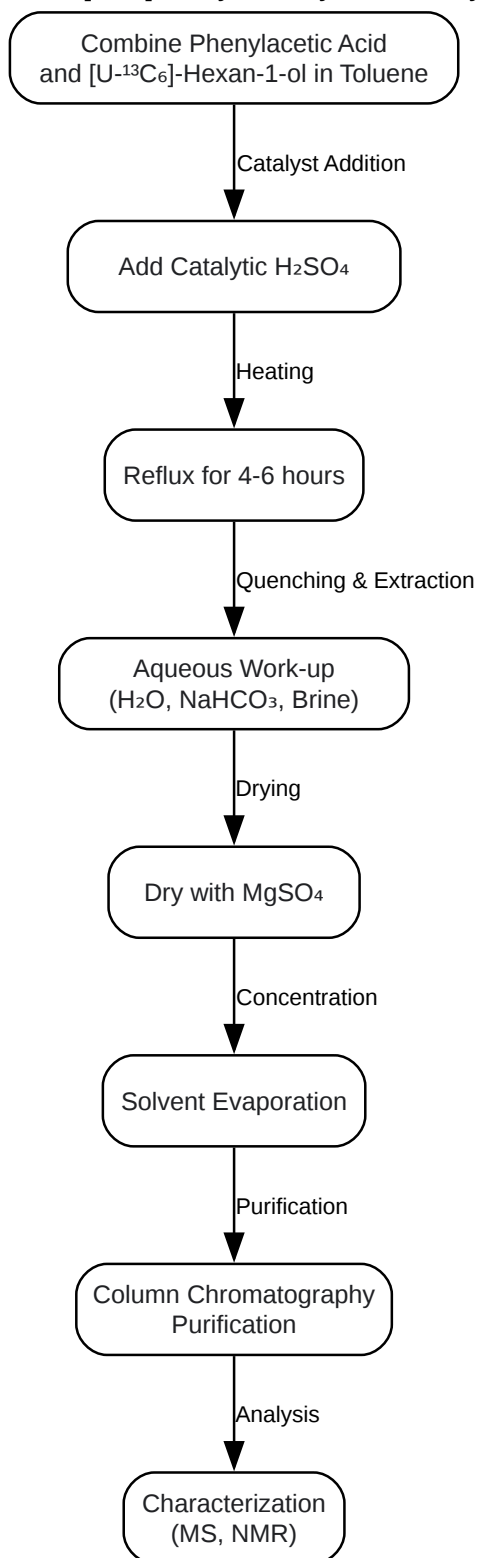 Combine Phenylacetic Acid
and [U-¹³C₆]-Hexan-1-ol in Toluene
Catalyst Addition
Add Catalytic H₂SO₄
Heating
Reflux for 4-6 hours
Quenching & Extraction
Aqueous Work-up
(H₂O, NaHCO₃, Brine)
Drying
Dry with MgSO₄
Concentration
Solvent Evaporation
Purification
Column Chromatography
Purification
Analysis
Characterization
(MS, NMR)